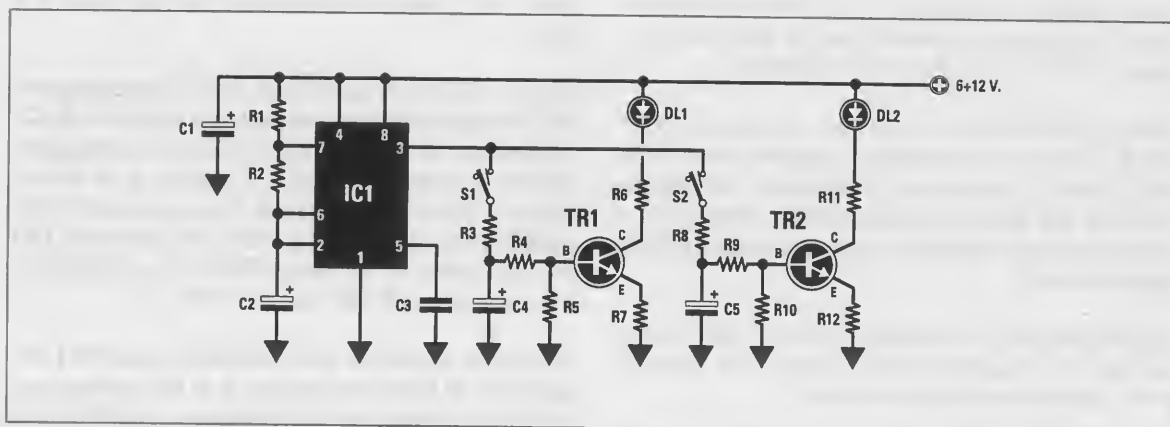 6÷12 V.
DL1
DL2
C1
R1
4
8
7
3
R2
IC1
S1
R6
S2
R11
6
TR1
TR2
R3
C
R8
C
2
5
R4
B
R9
B
1
E
E
C2
C3
C4
R5
R7
C5
R10
R12